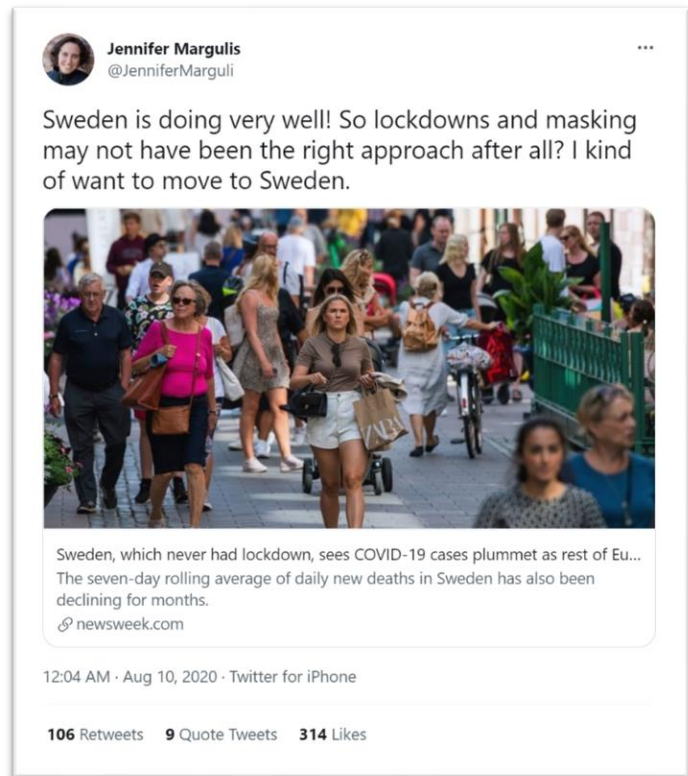 Jennifer Margulis
@JenniferMarguli
Sweden is doing very well! So lockdowns and masking
may not have been the right approach after all? I kind
of want to move to Sweden.
ZARA
Sweden, which never had lockdown, sees COVID-19 cases plummet as rest of Eu...
The seven-day rolling average of daily new deaths in Sweden has also been
declining for months.
newsweek.com
12:04 AM · Aug 10, 2020 · Twitter for iPhone
106 Retweets 9 Quote Tweets 314 Likes